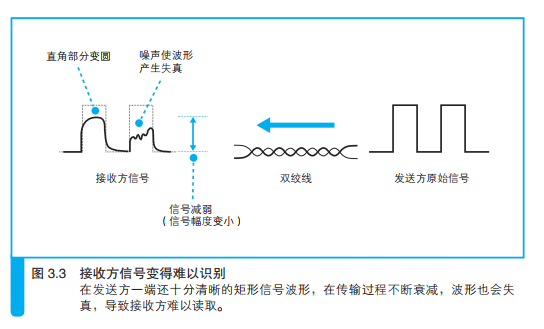 直角部分变圆
噪声使波形
产生失真
接收方信号
双绞线
发送方原始信号
信号减弱
（信号幅度变小）
图 3.3 接收方信号变得难以识别
在发送方一端还十分清晰的矩形信号波形，在传输过程不断衰减，波形也会失
真，导致接收方难以读取。